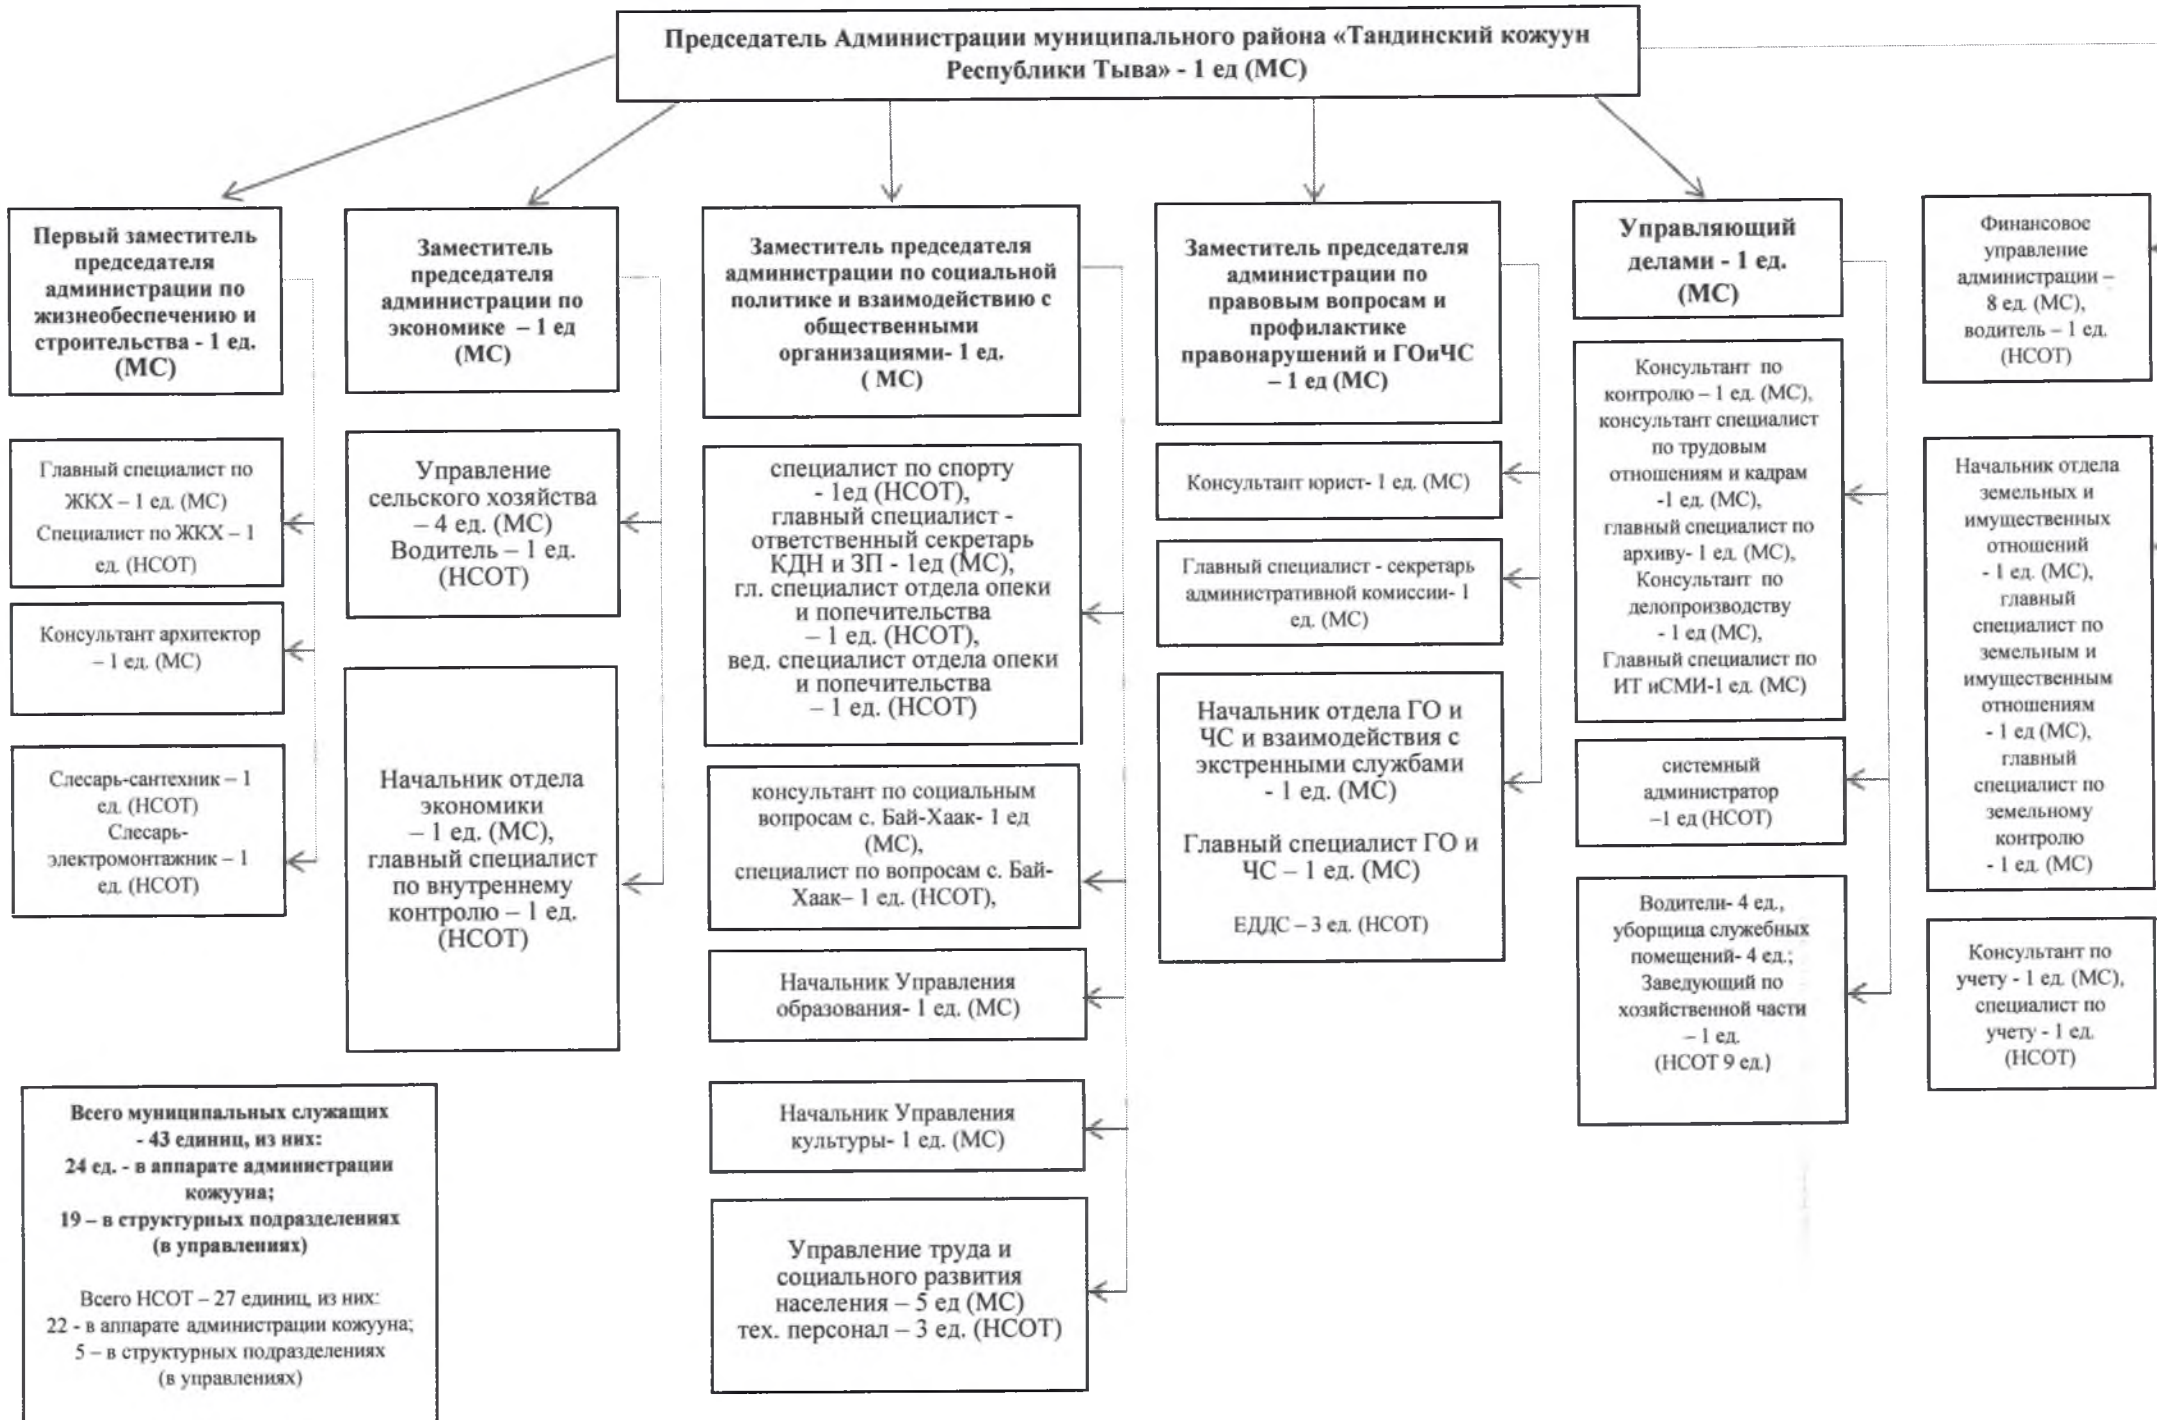 Председатель Администрации муниципального района «Тандинский кожуун
Республики Тыва» - 1 ед (МС)
Первый заместитель
председателя
администрации по
жизнеобеспечению и
строительства - 1 ед.
(МС)
Главный специалист по
ЖКХ – 1 ед. (МС)
Специалист по ЖКХ – 1
ед. (НСОТ)
Консультант архитектор
– 1 ед. (МС)
Слесарь-сантехник – 1
ед. (НСОТ)
Слесарь-
электромонтажник – 1
ед. (НСОТ)
Заместитель
председателя
администрации по
экономике – 1 ед
(МС)
Управление
сельского хозяйства
– 4 ед. (МС)
Водитель – 1 ед.
(НСОТ)
Начальник отдела
экономики
– 1 ед. (МС),
главный специалист
по внутреннему
контролю – 1 ед.
(НСОТ)
Заместитель председателя
администрации по социальной
политике и взаимодействию с
общественными
организациями- 1 ед.
( МС)
специалист по спорту
- 1ед (НСОТ),
главный специалист -
ответственный секретарь
КДН и ЗП - 1ед (МС),
гл. специалист отдела опеки
и попечительства
– 1 ед. (НСОТ),
вед. специалист отдела опеки
и попечительства
– 1 ед. (НСОТ)
консультант по социальным
вопросам с. Бай-Хаак- 1 ед
(МС),
специалист по вопросам с. Бай-
Хаак– 1 ед. (НСОТ),
Начальник Управления
образования- 1 ед. (МС)
Начальник Управления
культуры- 1 ед. (МС)
Управление труда и
социального развития
населения – 5 ед (МС)
тех. персонал – 3 ед. (НСОТ)
Заместитель председателя
администрации по
правовым вопросам и
профилактике
правонарушений и ГОиЧС
– 1 ед (МС)
Консультант юрист- 1 ед. (МС)
Главный специалист - секретарь
административной комиссии- 1
ед. (МС)
Начальник отдела ГО и
ЧС и взаимодействия с
экстренными службами
- 1 ед. (МС)
Главный специалист ГО и
ЧС – 1 ед. (МС)
ЕДДС – 3 ед. (НСОТ)
Управляющий
делами - 1 ед.
(МС)
Консультант по
контролю – 1 ед. (МС),
консультант специалист
по трудовым
отношениям и кадрам
-1 ед. (МС),
главный специалист по
архиву- 1 ед. (МС),
Консультант по
делопроизводству
- 1 ед (МС),
Главный специалист по
ИТ иСМИ-1 ед. (МС)
системный
администратор
–1 ед (НСОТ)
Водители- 4 ед.,
уборщица служебных
помещений- 4 ед.;
Заведующий по
хозяйственной части
– 1 ед.
(НСОТ 9 ед.)
Финансовое
управление
администрации –
8 ед. (МС),
водитель – 1 ед.
(НСОТ)
Начальник отдела
земельных и
имущественных
отношений
- 1 ед. (МС),
главный
специалист по
земельным и
имущественным
отношениям
- 1 ед (МС),
главный
специалист по
земельному
контролю
- 1 ед. (МС)
Консультант по
учету - 1 ед. (МС),
специалист по
учету - 1 ед.
(НСОТ)
Всего муниципальных служащих
- 43 единиц, из них:
24 ед. - в аппарате администрации
кожууна;
19 – в структурных подразделениях
(в управлениях)
Всего НСОТ – 27 единиц, из них:
22 - в аппарате администрации кожууна;
5 – в структурных подразделениях
(в управлениях)